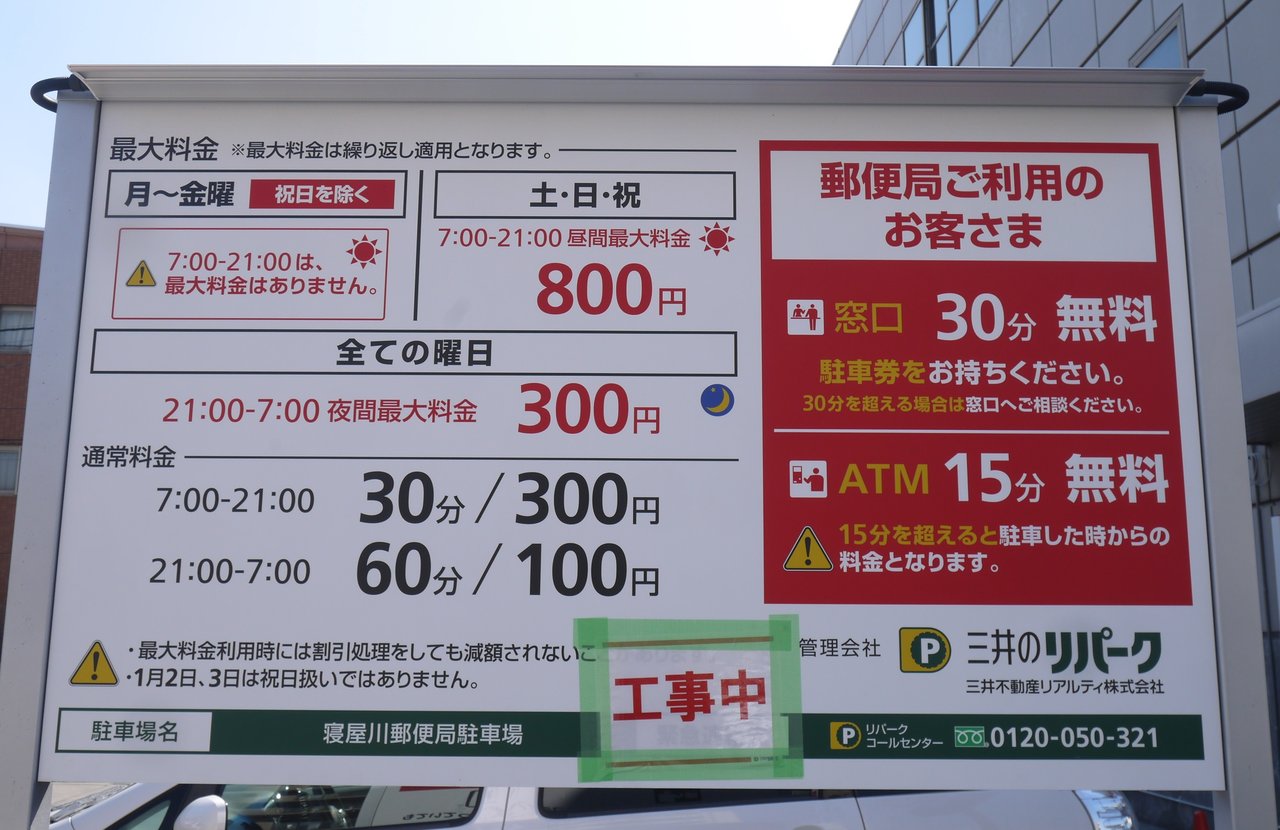 最大料金 ※最大料金は繰り返し適用となります。
月〜金曜 祝日を除く
7:00-21:00は、
最大料金はありません。
土・日・祝
7:00-21:00 昼間最大料金
800円
全ての曜日
21:00-7:00 夜間最大料金 300円
通常料金
7:00-21:00 30分/300円
21:00-7:00 60分/100円
・最大料金利用時には割引処理をしても減額されないこ
・1月2日、3日は祝日扱いではありません。
駐車場名 寝屋川郵便局駐車場
工事中
郵便局ご利用の
お客さま
窓口 30分 無料
駐車券をお持ちください。
30分を超える場合は窓口へご相談ください。
ATM 15分 無料
15分を超えると駐車した時からの
料金となります。
管理会社 P 三井のリパーク
三井不動産リアルティ株式会社
P リパーク
コールセンター 0120-050-321